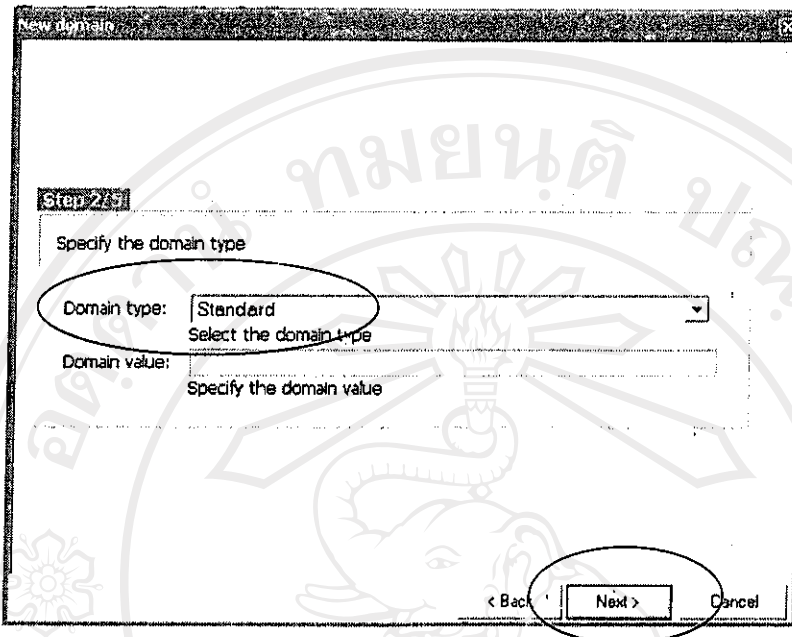 New domain
Step 2/5
Specify the domain type
Domain type: Standard
Select the domain type
Domain value:
Specify the domain value
< Back Next > Cancel